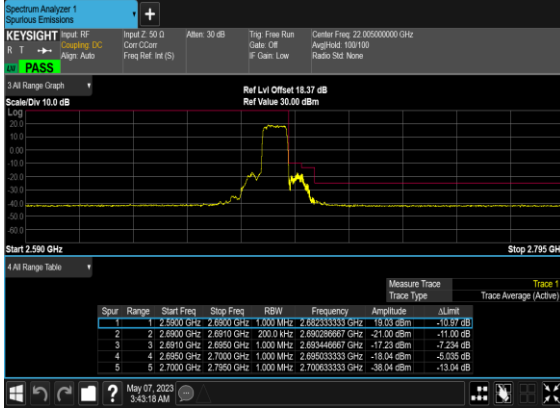 Spectrum Analyzer 1
Spurious Emissions
+
KEYSIGHT Input: RF Input Z: 50 Ω Atten: 30 dB Trig: Free Run Center Freq: 22.005000000 GHz
R T Coupling: DC Corr CCorr Gate: Off Avg|Hold: 100/100
Align: Auto Freq Ref: Int (S) IF Gain: Low Radio Std: None
PASS
3 All Range Graph
Ref Lvl Offset 18.37 dB
Scale/Div 10.0 dB Ref Value 30.00 dBm
Log
20.0
10.0
0.00
-10.0
-20.0
-30.0
-40.0
-50.0
-60.0
Start 2.590 GHz Stop 2.795 GH
4 All Range Table
Measure Trace Trace 1
Trace Type Trace Average (Active)
Spur Range Start Freq Stop Freq RBW Frequency Amplitude ΔLimit
1 1 2.5900 GHz 2.6900 GHz 1.000 MHz 2.682333333 GHz 19.03 dBm -10.97 dB
2 2 2.6900 GHz 2.6910 GHz 200.0 kHz 2.690286667 GHz -21.00 dBm -11.00 dB
3 3 2.6910 GHz 2.6950 GHz 1.000 MHz 2.693446667 GHz -17.23 dBm -7.234 dB
4 4 2.6950 GHz 2.7000 GHz 1.000 MHz 2.695033333 GHz -18.04 dBm -5.035 dB
5 5 2.7000 GHz 2.7950 GHz 1.000 MHz 2.700633333 GHz -38.04 dBm -13.04 dB
? May 07, 2023
3:43:18 AM